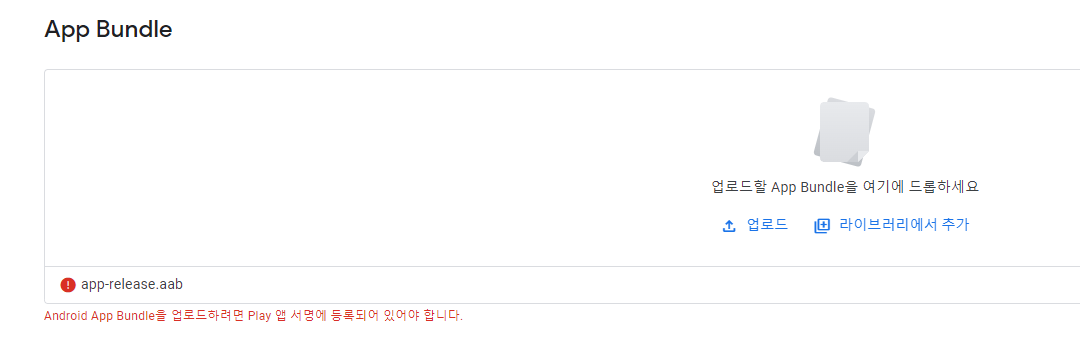 App Bundle
업로드할 App Bundle을 여기에 드롭하세요
업로드 라이브러리에서 추가
app-release.aab
Android App Bundle을 업로드하려면 Play 앱 서명에 등록되어 있어야 합니다.